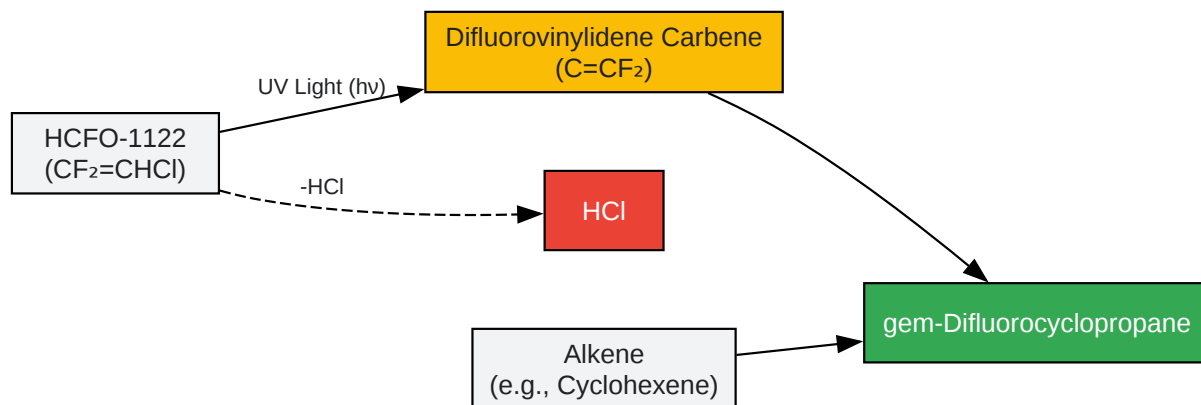 Difluorovinylidene Carbene
(C=CF₂)
UV Light (hν)
HCFO-1122
(CF₂=CHCl)
-HCl
HCl
gem-Difluorocyclopropane
Alkene
(e.g., Cyclohexene)